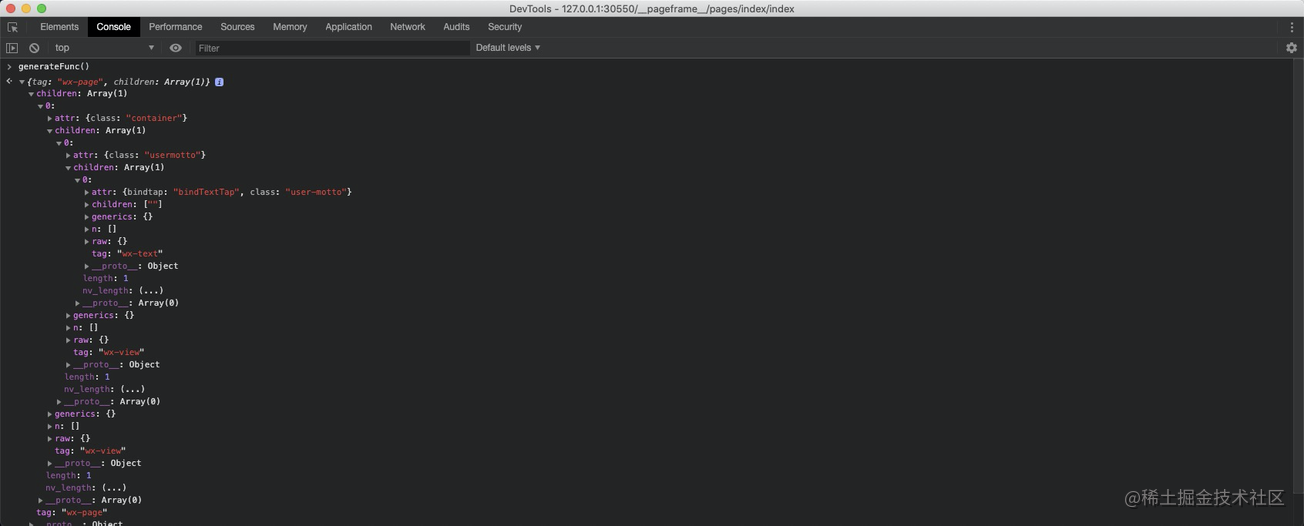 DevTools - 127.0.0.1:30550/__pageframe__/pages/index/index
Elements Console Performance Sources Memory Application Network Audits Security
top Filter Default levels
generateFunc()
{tag: "wx-page", children: Array(1)}
children: Array(1)
0:
attr: {class: "container"}
children: Array(1)
0:
attr: {class: "usermotto"}
children: Array(1)
0:
attr: {bindtap: "bindTextTap", class: "user-motto"}
children: [""]
generics: {}
n: []
raw: {}
tag: "wx-text"
__proto__: Object
length: 1
nv_length: (...)
__proto__: Array(0)
generics: {}
n: []
raw: {}
tag: "wx-view"
__proto__: Object
length: 1
nv_length: (...)
__proto__: Array(0)
generics: {}
n: []
raw: {}
tag: "wx-view"
__proto__: Object
length: 1
nv_length: (...)
__proto__: Array(0)
tag: "wx-page"
__proto__: Object
@稀土掘金技术社区